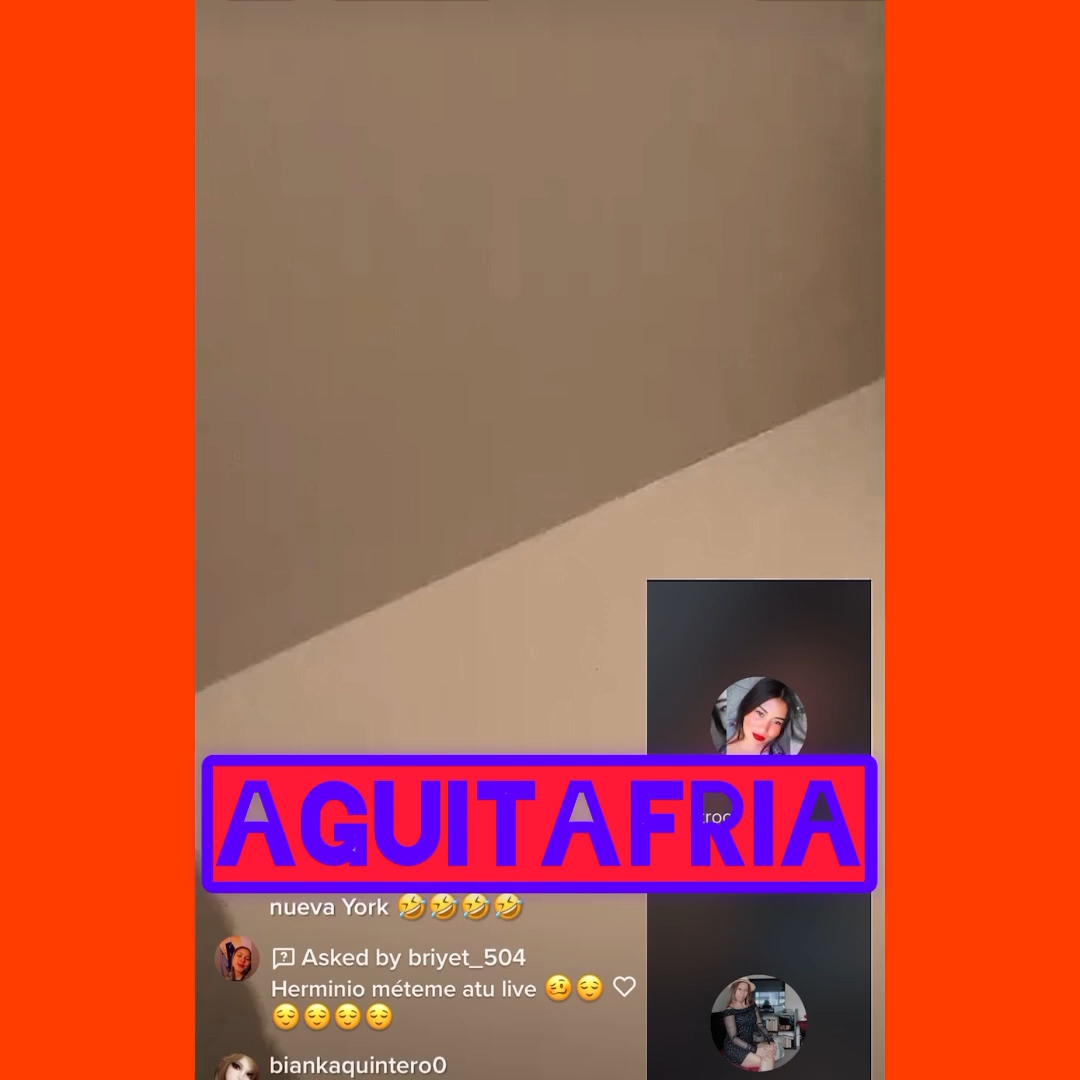 AGUITAFRIA
nueva York 🤣🤣🤣🤣
Asked by briyet_504
Herminio méteme atu live 🥴😌
😌😌😌😌
biankaquintero0